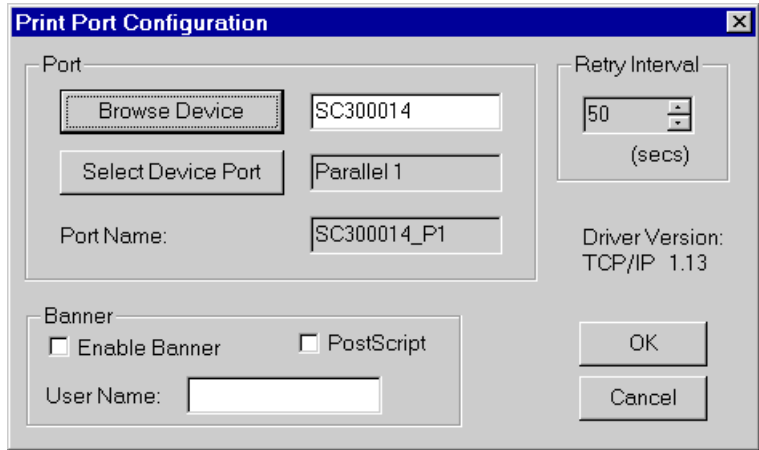 Print Port Configuration
Port
Browse Device
SC300014
Select Device Port
Parallel 1
Port Name:
SC300014_P1
Retry Interval
50
(secs)
Driver Version:
TCP/IP 1.13
Banner
Enable Banner
PostScript
User Name:
OK
Cancel